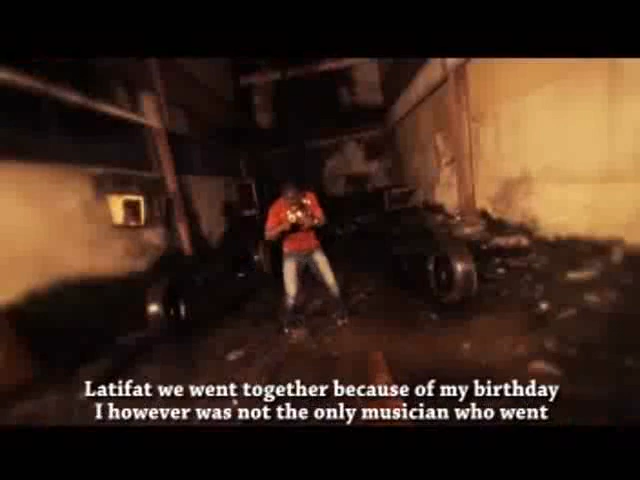 Latifat we went together because of my birthday
I however was not the only musician who went